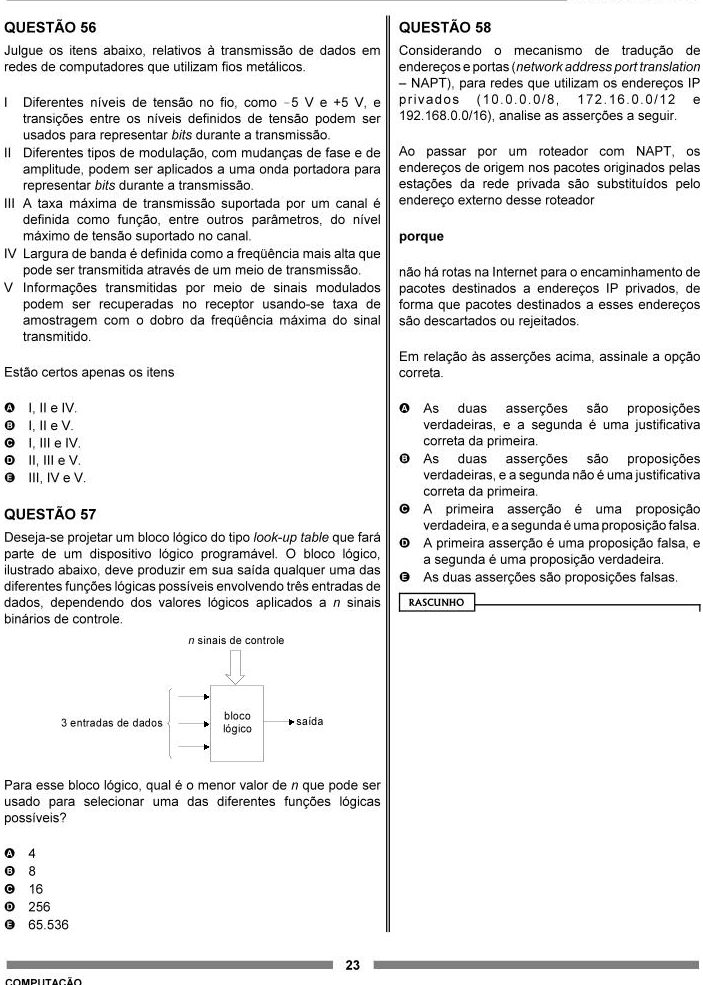 QUESTÃO 56
Julgue os itens abaixo, relativos à transmissão de dados em
redes de computadores que utilizam fios metálicos.
I Diferentes níveis de tensão no fio, como -5 V e +5 V, e
transições entre os níveis definidos de tensão podem ser
usados para representar bits durante a transmissão.
II Diferentes tipos de modulação, com mudanças de fase e de
amplitude, podem ser aplicados a uma onda portadora para
representar bits durante a transmissão.
III A taxa máxima de transmissão suportada por um canal é
definida como função, entre outros parâmetros, do nível
máximo de tensão suportado no canal.
IV Largura de banda é definida como a freqüência mais alta que
pode ser transmitida através de um meio de transmissão.
V Informações transmitidas por meio de sinais modulados
podem ser recuperadas no receptor usando-se taxa de
amostragem com o dobro da freqüência máxima do sinal
transmitido.
Estão certos apenas os itens
A I, II e IV.
B I, II e V.
C I, III e IV.
D II, III e V.
E III, IV e V.
QUESTÃO 57
Deseja-se projetar um bloco lógico do tipo look-up table que fará
parte de um dispositivo lógico programável. O bloco lógico,
ilustrado abaixo, deve produzir em sua saída qualquer uma das
diferentes funções lógicas possíveis envolvendo três entradas de
dados, dependendo dos valores lógicos aplicados a n sinais
binários de controle.
n sinais de controle
3 entradas de dados
bloco
lógico
saída
Para esse bloco lógico, qual é o menor valor de n que pode ser
usado para selecionar uma das diferentes funções lógicas
possíveis?
A 4
B 8
C 16
D 256
E 65.536
QUESTÃO 58
Considerando o mecanismo de tradução de
endereços e portas (network address port translation
– NAPT), para redes que utilizam os endereços IP
privados (10.0.0.0/8, 172.16.0.0/12 e
192.168.0.0/16), analise as asserções a seguir.
Ao passar por um roteador com NAPT, os
endereços de origem nos pacotes originados pelas
estações da rede privada são substituídos pelo
endereço externo desse roteador
porque
não há rotas na Internet para o encaminhamento de
pacotes destinados a endereços IP privados, de
forma que pacotes destinados a esses endereços
são descartados ou rejeitados.
Em relação às asserções acima, assinale a opção
correta.
A As duas asserções são proposições
verdadeiras, e a segunda é uma justificativa
correta da primeira.
B As duas asserções são proposições
verdadeiras, e a segunda não é uma justificativa
correta da primeira.
C A primeira asserção é uma proposição
verdadeira, e a segunda é uma proposição falsa.
D A primeira asserção é uma proposição falsa, e
a segunda é uma proposição verdadeira.
E As duas asserções são proposições falsas.
RASCUNHO
23
COMPUTAÇÃO